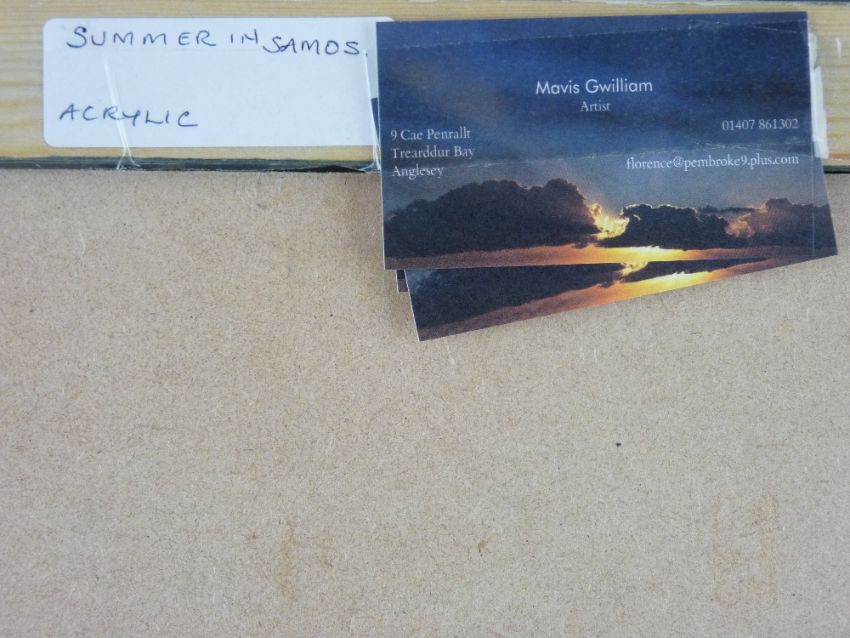 SUMMER IN SAMOS.
ACRYLIC
Mavis Gwilliam
Artist
9 Cae Penrallt
Trearddur Bay
Anglesey
01407 861302
florence@pembroke9.plus.com